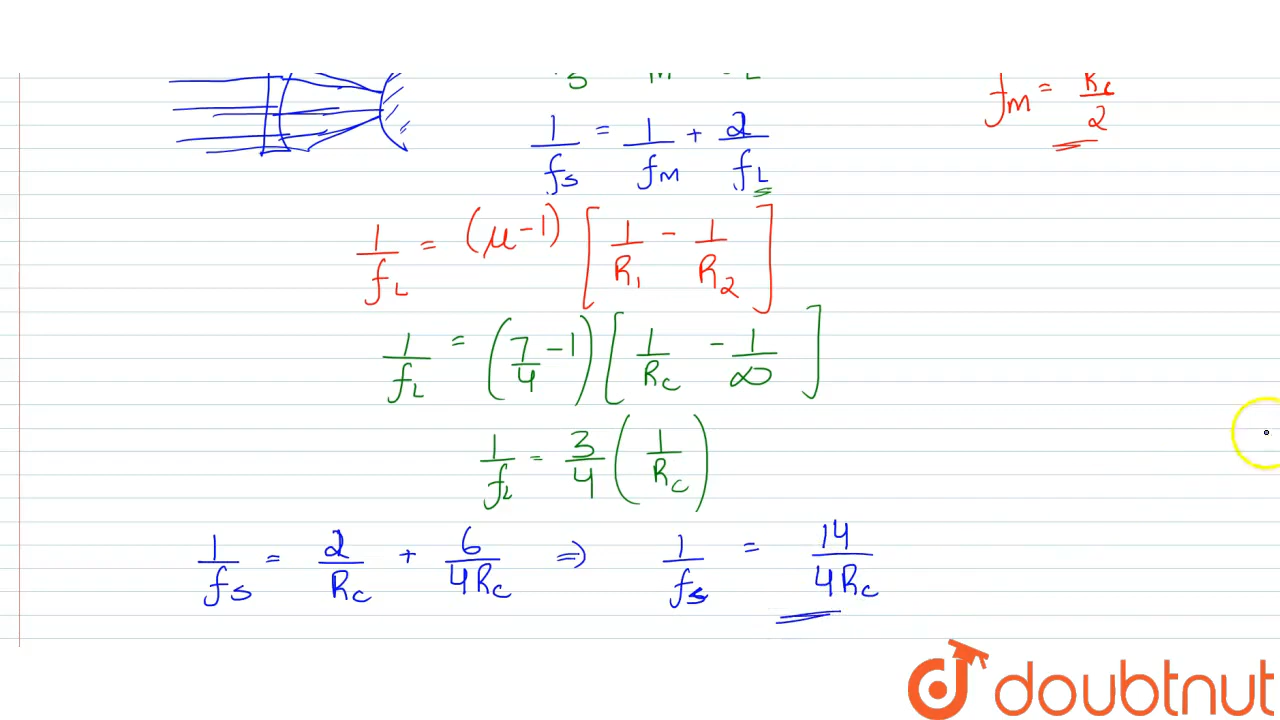 S M L
fM = Rc/2
1/fS = 1/fM + 2/fL
1/fL = (μ-1) [1/R1 - 1/R2]
1/fL = (7/4 - 1) [1/Rc - 1/∞]
1/fL = 3/4 (1/Rc)
1/fS = 2/Rc + 6/4Rc ⇒ 1/fS = 14/4Rc
doubtnut